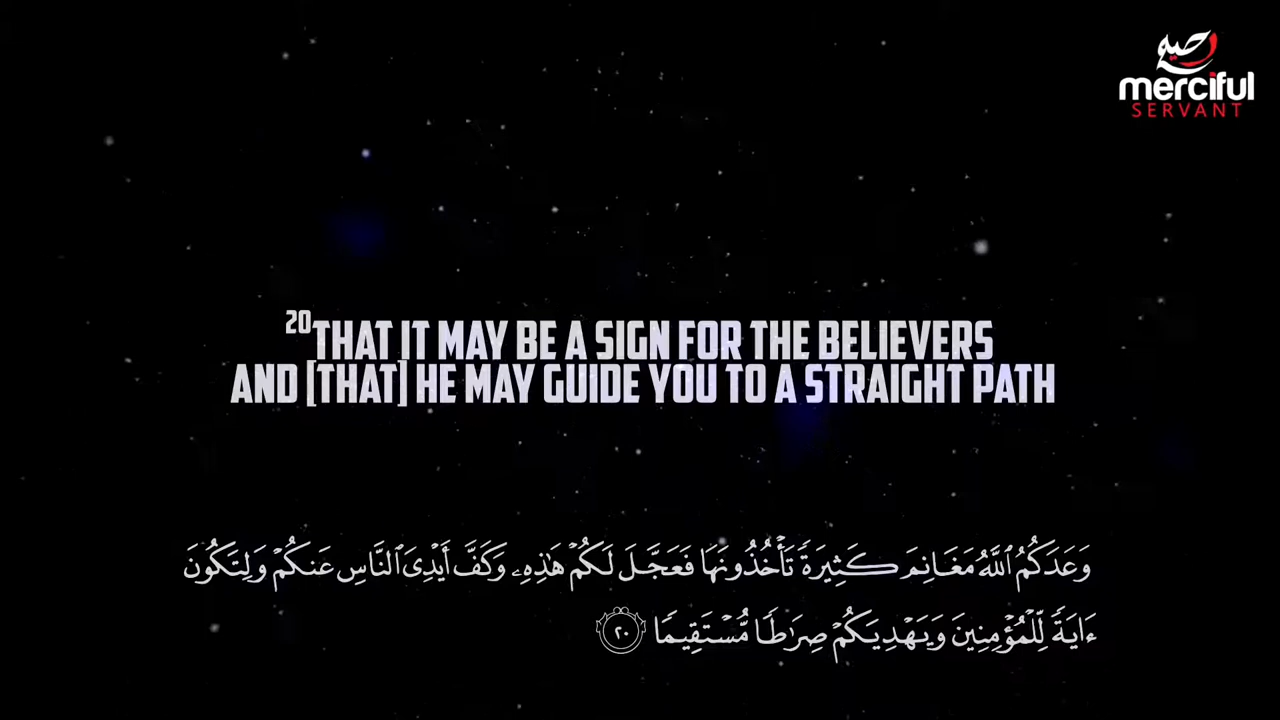 رحيم
merciful
SERVANT
20THAT IT MAY BE A SIGN FOR THE BELIEVERS
AND [THAT] HE MAY GUIDE YOU TO A STRAIGHT PATH
وَعَدَكُمُ ٱللَّهُ مَغَانِمَ كَثِيرَةً تَأْخُذُونَهَا فَعَجَّلَ لَكُمْ هَٰذِهِۦ وَكَفَّ أَيْدِىَ ٱلنَّاسِ عَنكُمْ وَلِتَكُونَ
ءَايَةً لِّلْمُؤْمِنِينَ وَيَهْدِيَكُمْ صِرَٰطًا مُّسْتَقِيمًا ٢٠